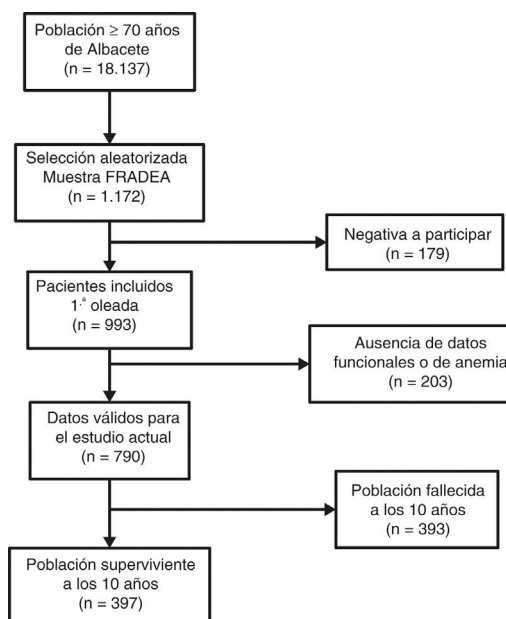 Población ≥ 70 años
de Albacete
(n = 18.137)
Selección aleatorizada
Muestra FRADEA
(n = 1.172)
Negativa a participar
(n = 179)
Pacientes incluidos
1.ª oleada
(n = 993)
Ausencia de datos
funcionales o de anemia
(n = 203)
Datos válidos para
el estudio actual
(n = 790)
Población fallecida
a los 10 años
(n = 393)
Población superviviente
a los 10 años
(n = 397)